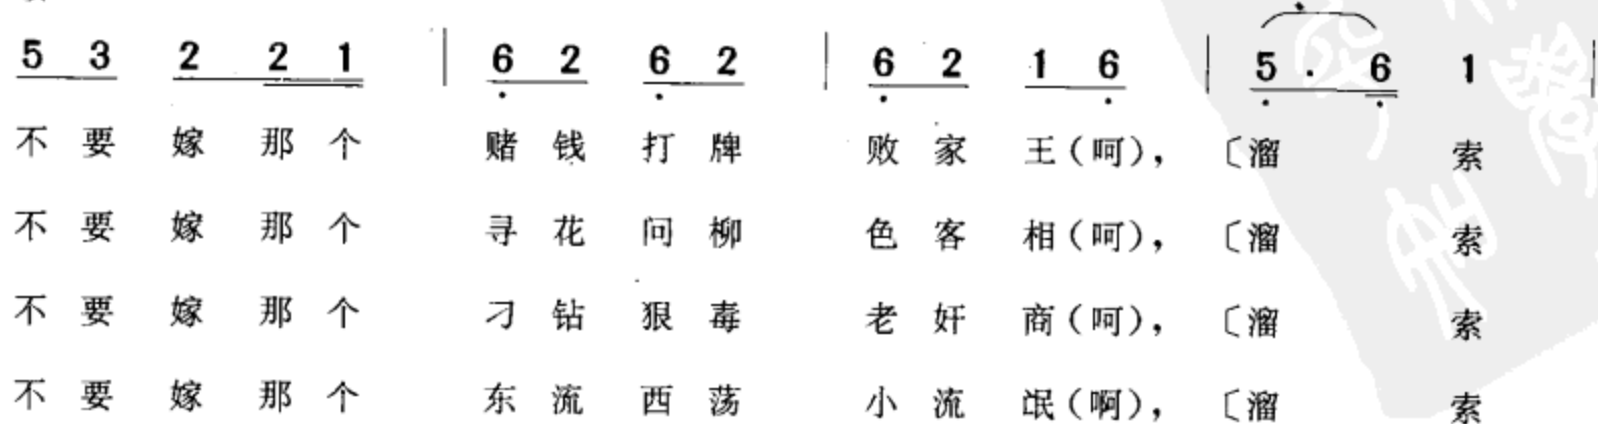 5 3 2 2 1 | 6 2 6 2 | 6 2 1 6 | 5 · 6 1 |
不要嫁那个 赌钱打牌 败家王(呵), 〔溜 索
不要嫁那个 寻花问柳 色客相(呵), 〔溜 索
不要嫁那个 刁钻狠毒 老奸商(呵), 〔溜 索
不要嫁那个 东流西荡 小流氓(啊), 〔溜 索